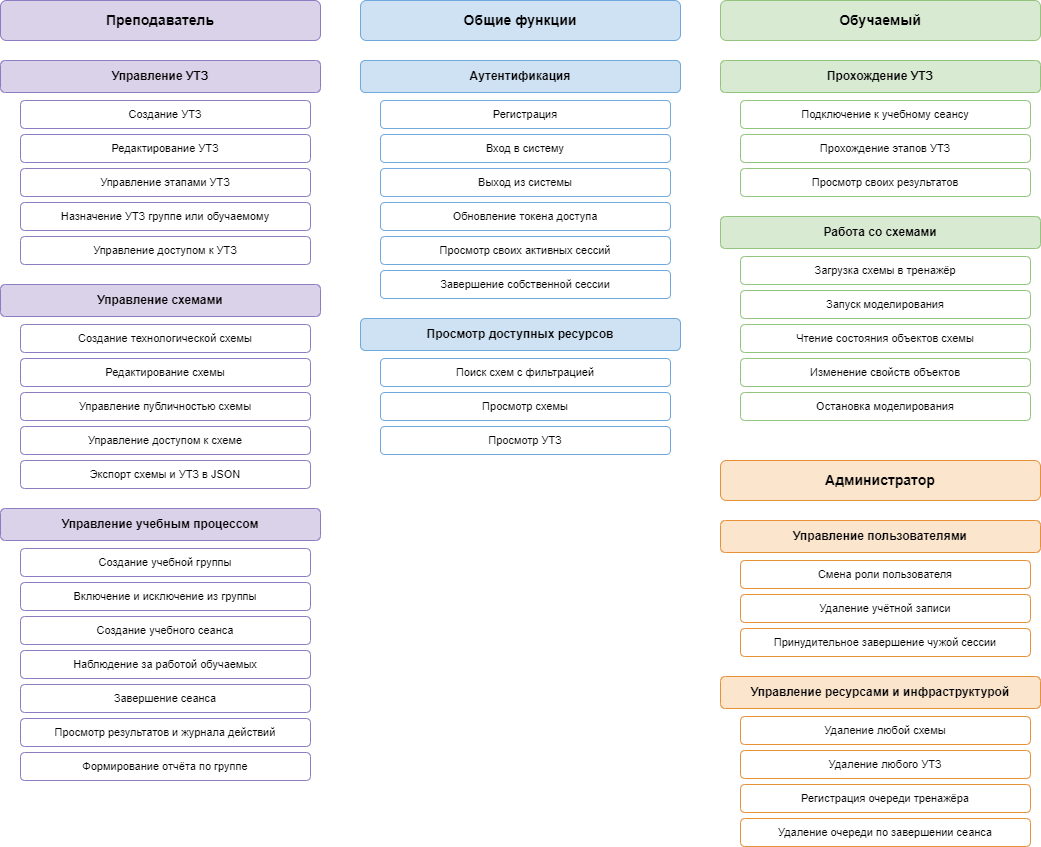 Преподаватель
Управление УТЗ
Создание УТЗ
Редактирование УТЗ
Управление этапами УТЗ
Назначение УТЗ группе или обучаемому
Управление доступом к УТЗ
Управление схемами
Создание технологической схемы
Редактирование схемы
Управление публичностью схемы
Управление доступом к схеме
Экспорт схемы и УТЗ в JSON
Управление учебным процессом
Создание учебной группы
Включение и исключение из группы
Создание учебного сеанса
Наблюдение за работой обучаемых
Завершение сеанса
Просмотр результатов и журнала действий
Формирование отчёта по группе
Общие функции
Аутентификация
Регистрация
Вход в систему
Выход из системы
Обновление токена доступа
Просмотр своих активных сессий
Завершение собственной сессии
Просмотр доступных ресурсов
Поиск схем с фильтрацией
Просмотр схемы
Просмотр УТЗ
Обучаемый
Прохождение УТЗ
Подключение к учебному сеансу
Прохождение этапов УТЗ
Просмотр своих результатов
Работа со схемами
Загрузка схемы в тренажёр
Запуск моделирования
Чтение состояния объектов схемы
Изменение свойств объектов
Остановка моделирования
Администратор
Управление пользователями
Смена роли пользователя
Удаление учётной записи
Принудительное завершение чужой сессии
Управление ресурсами и инфраструктурой
Удаление любой схемы
Удаление любого УТЗ
Регистрация очереди тренажёра
Удаление очереди по завершении сеанса